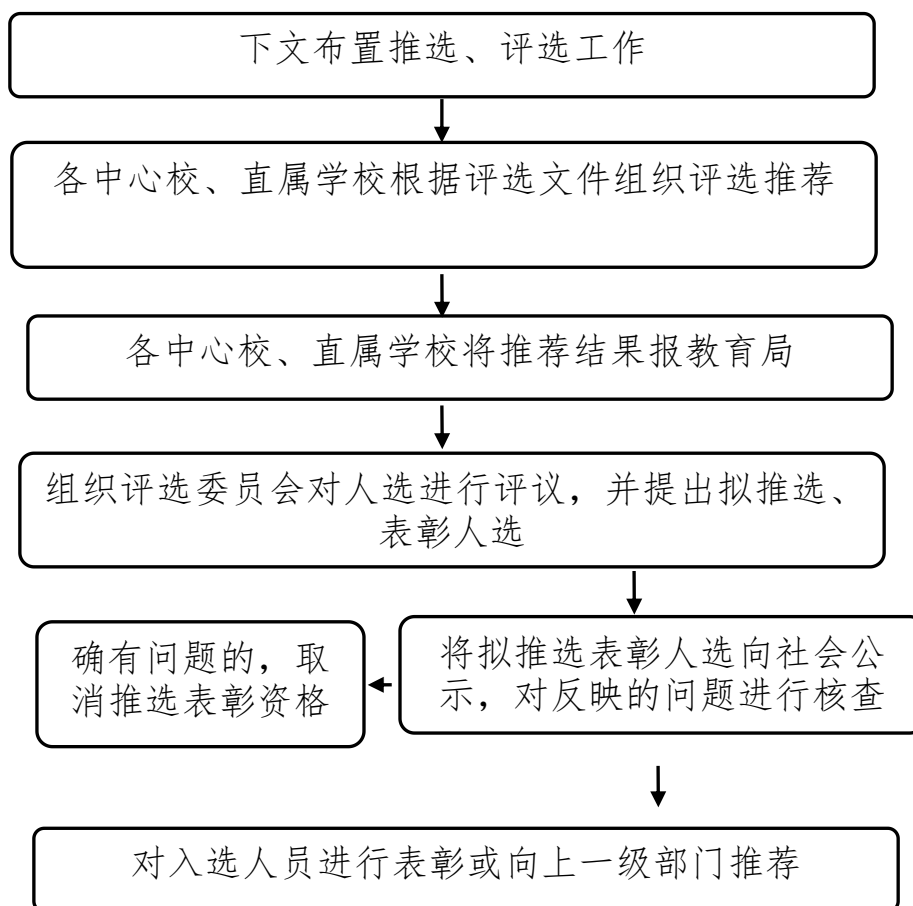 下文布置推选、评选工作
各中心校、直属学校根据评选文件组织评选推荐
各中心校、直属学校将推荐结果报教育局
组织评选委员会对人选进行评议，并提出拟推选、
表彰人选
确有问题的，取
消推选表彰资格
将拟推选表彰人选向社会公
示，对反映的问题进行核查
对入选人员进行表彰或向上一级部门推荐